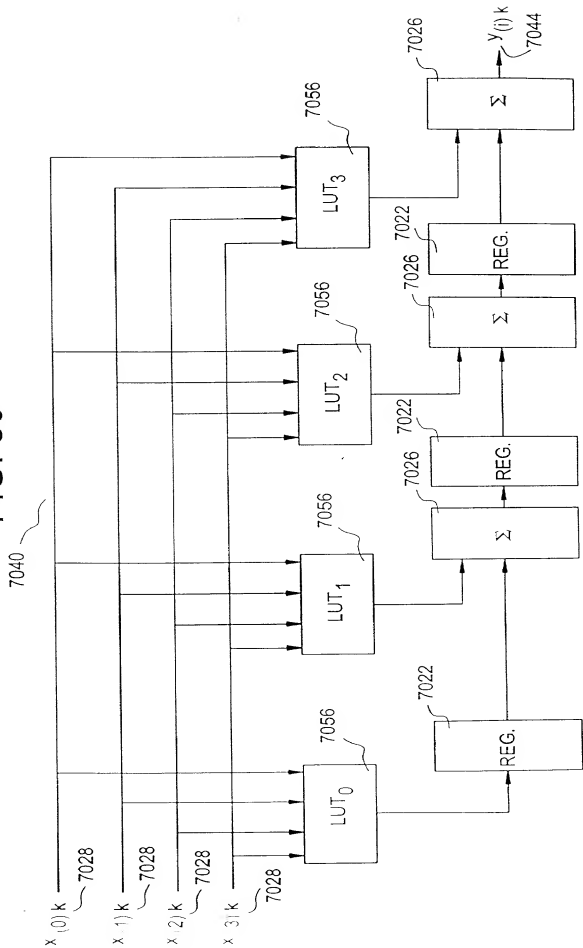 7040
x (0) k
7028
x 1) k
7028
x (2) k
7028
x 3) k
7028
7056
7056
7056
7056
LUT0
LUT1
LUT2
LUT3
7022
7026
7022
7026
7022
7026
REG.
Σ
REG.
Σ
REG.
Σ
y(i) k
7044